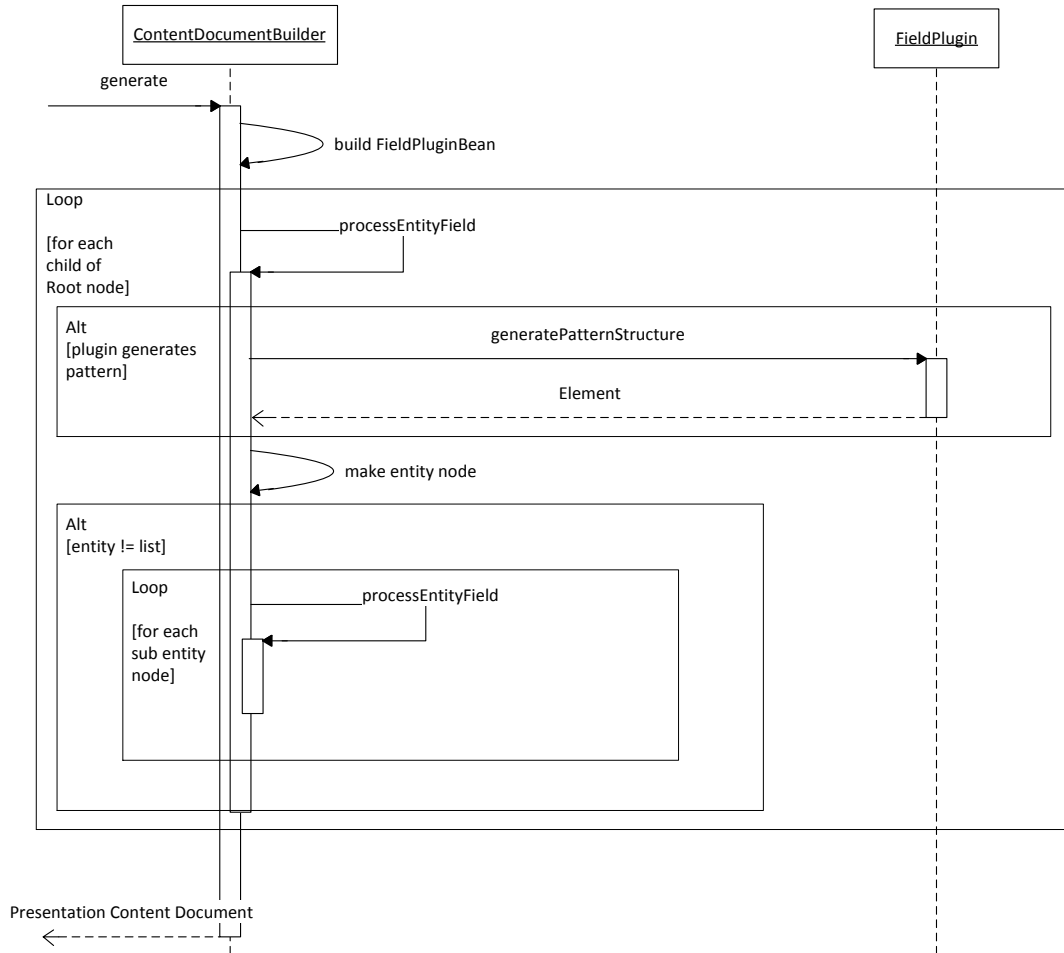 ContentDocumentBuilder
FieldPlugin
generate
build FieldPluginBean
Loop
[for each
child of
Root node]
processEntityField
Alt
[plugin generates
pattern]
generatePatternStructure
Element
make entity node
Alt
[entity != list]
Loop
[for each
sub entity
node]
processEntityField
Presentation Content Document